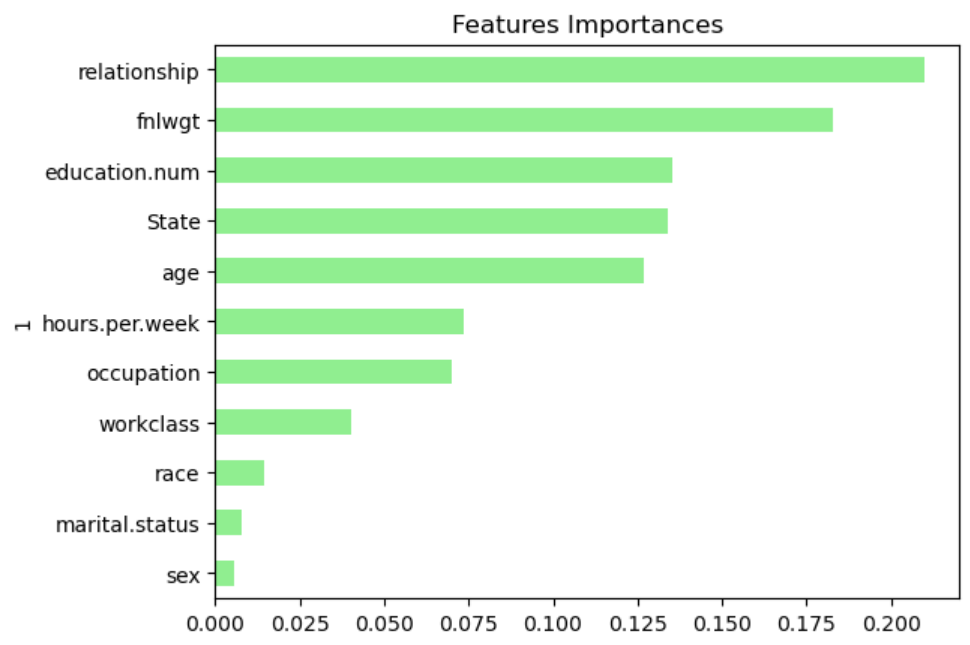 Features Importances
relationship
fnlwgt
education.num
State
age
1
hours.per.week
occupation
workclass
race
marital.status
sex
0.000 0.025 0.050 0.075 0.100 0.125 0.150 0.175 0.200